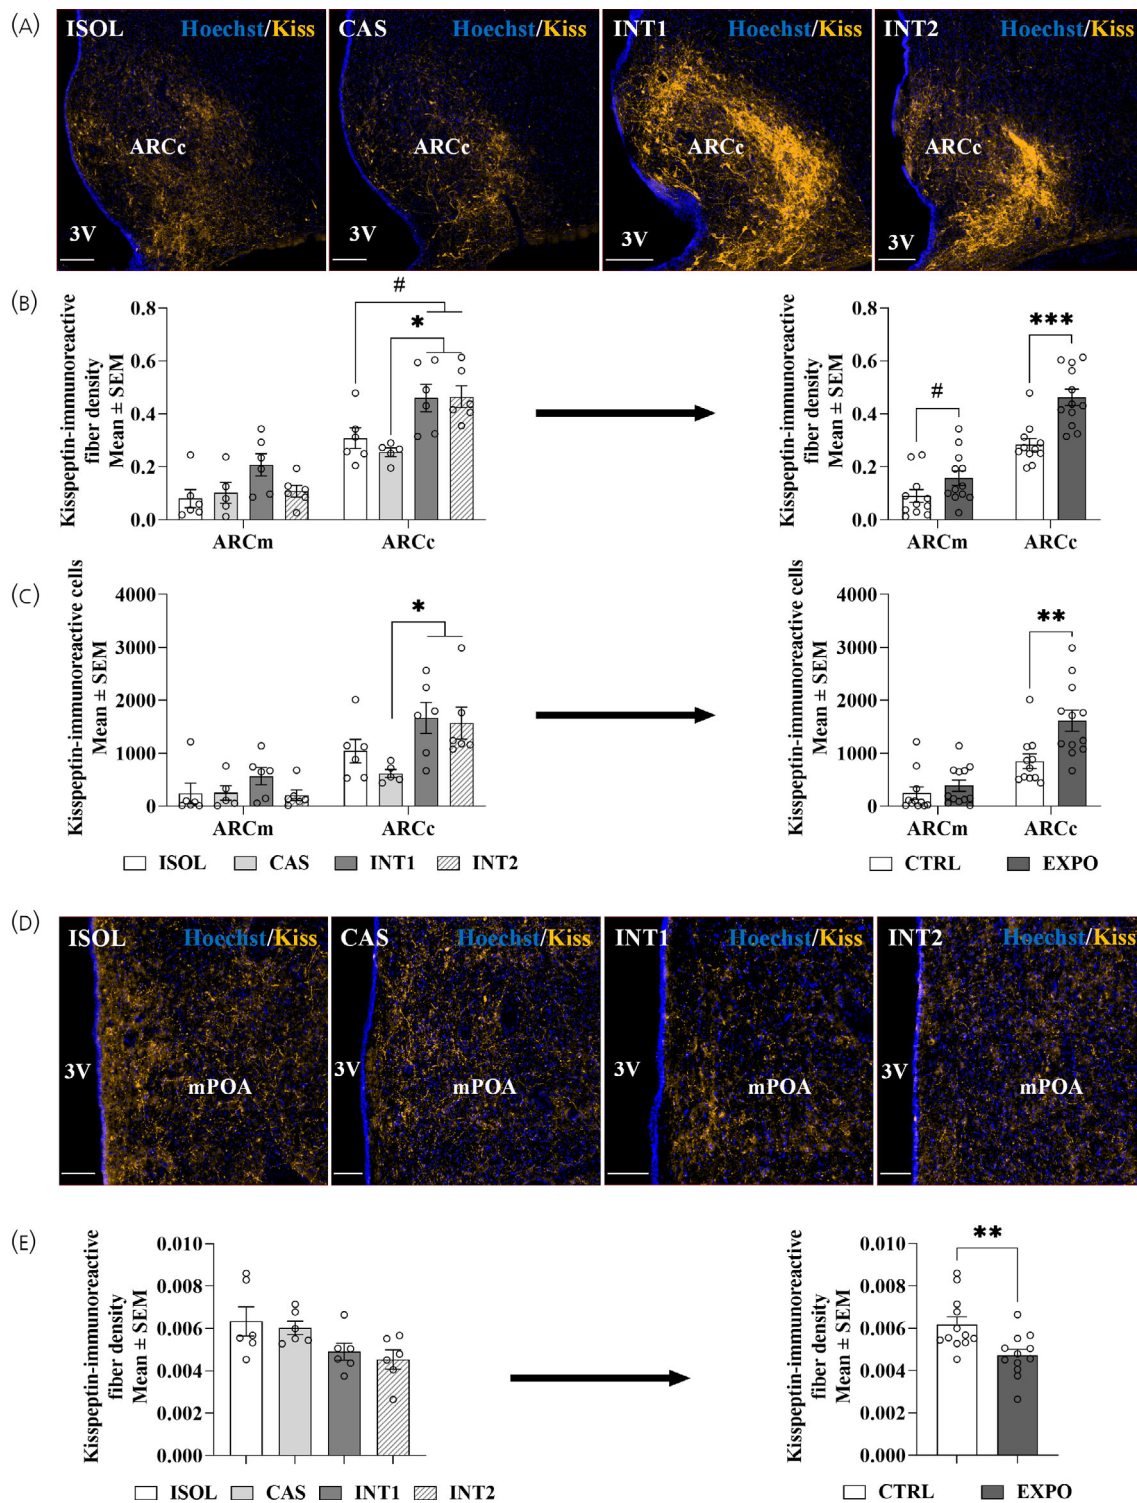 (A)
ISOL Hoechst/Kiss
ARCc
3V
CAS Hoechst/Kiss
ARCc
3V
INT1 Hoechst/Kiss
ARCc
3V
INT2 Hoechst/Kiss
ARCc
3V
(B)
Kisspeptin-immunoreactive
fiber density
Mean ± SEM
0.8
0.6
0.4
0.2
0.0
#
*
ARCm ARCc
Kisspeptin-immunoreactive
fiber density
Mean ± SEM
0.8
0.6
0.4
0.2
0.0
#
***
ARCm ARCc
(C)
Kisspeptin-immunoreactive cells
Mean ± SEM
4000
3000
2000
1000
0
*
ARCm ARCc
ISOL CAS INT1 INT2
Kisspeptin-immunoreactive cells
Mean ± SEM
4000
3000
2000
1000
0
**
ARCm ARCc
CTRL EXPO
(D)
ISOL Hoechst/Kiss
3V
mPOA
CAS Hoechst/Kiss
3V
mPOA
INT1 Hoechst/Kiss
3V
mPOA
INT2 Hoechst/Kiss
3V
mPOA
(E)
Kisspeptin-immunoreactive
fiber density
Mean ± SEM
0.010
0.008
0.006
0.004
0.002
0.000
ISOL CAS INT1 INT2
Kisspeptin-immunoreactive
fiber density
Mean ± SEM
0.010
0.008
0.006
0.004
0.002
0.000
**
CTRL EXPO